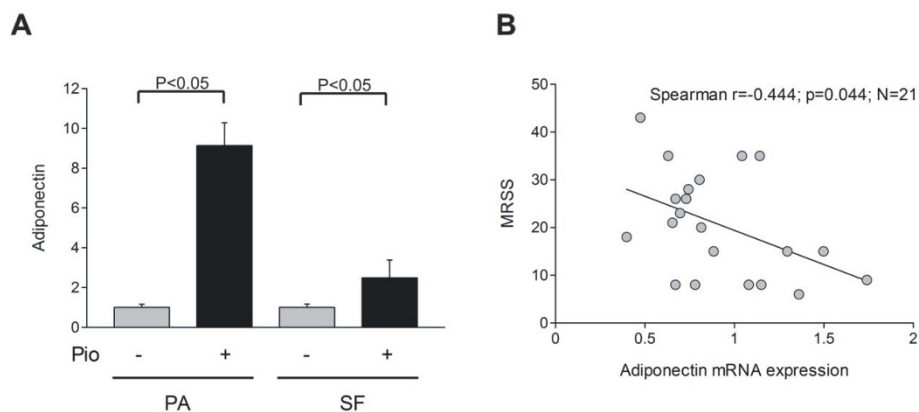 A
P<0.05
P<0.05
Adiponectin
12
10
8
6
4
2
0
Pio
- + - +
PA SF
B
Spearman r=-0.444; p=0.044; N=21
MRSS
50
40
30
20
10
0
0 0.5 1 1.5 2
Adiponectin mRNA expression